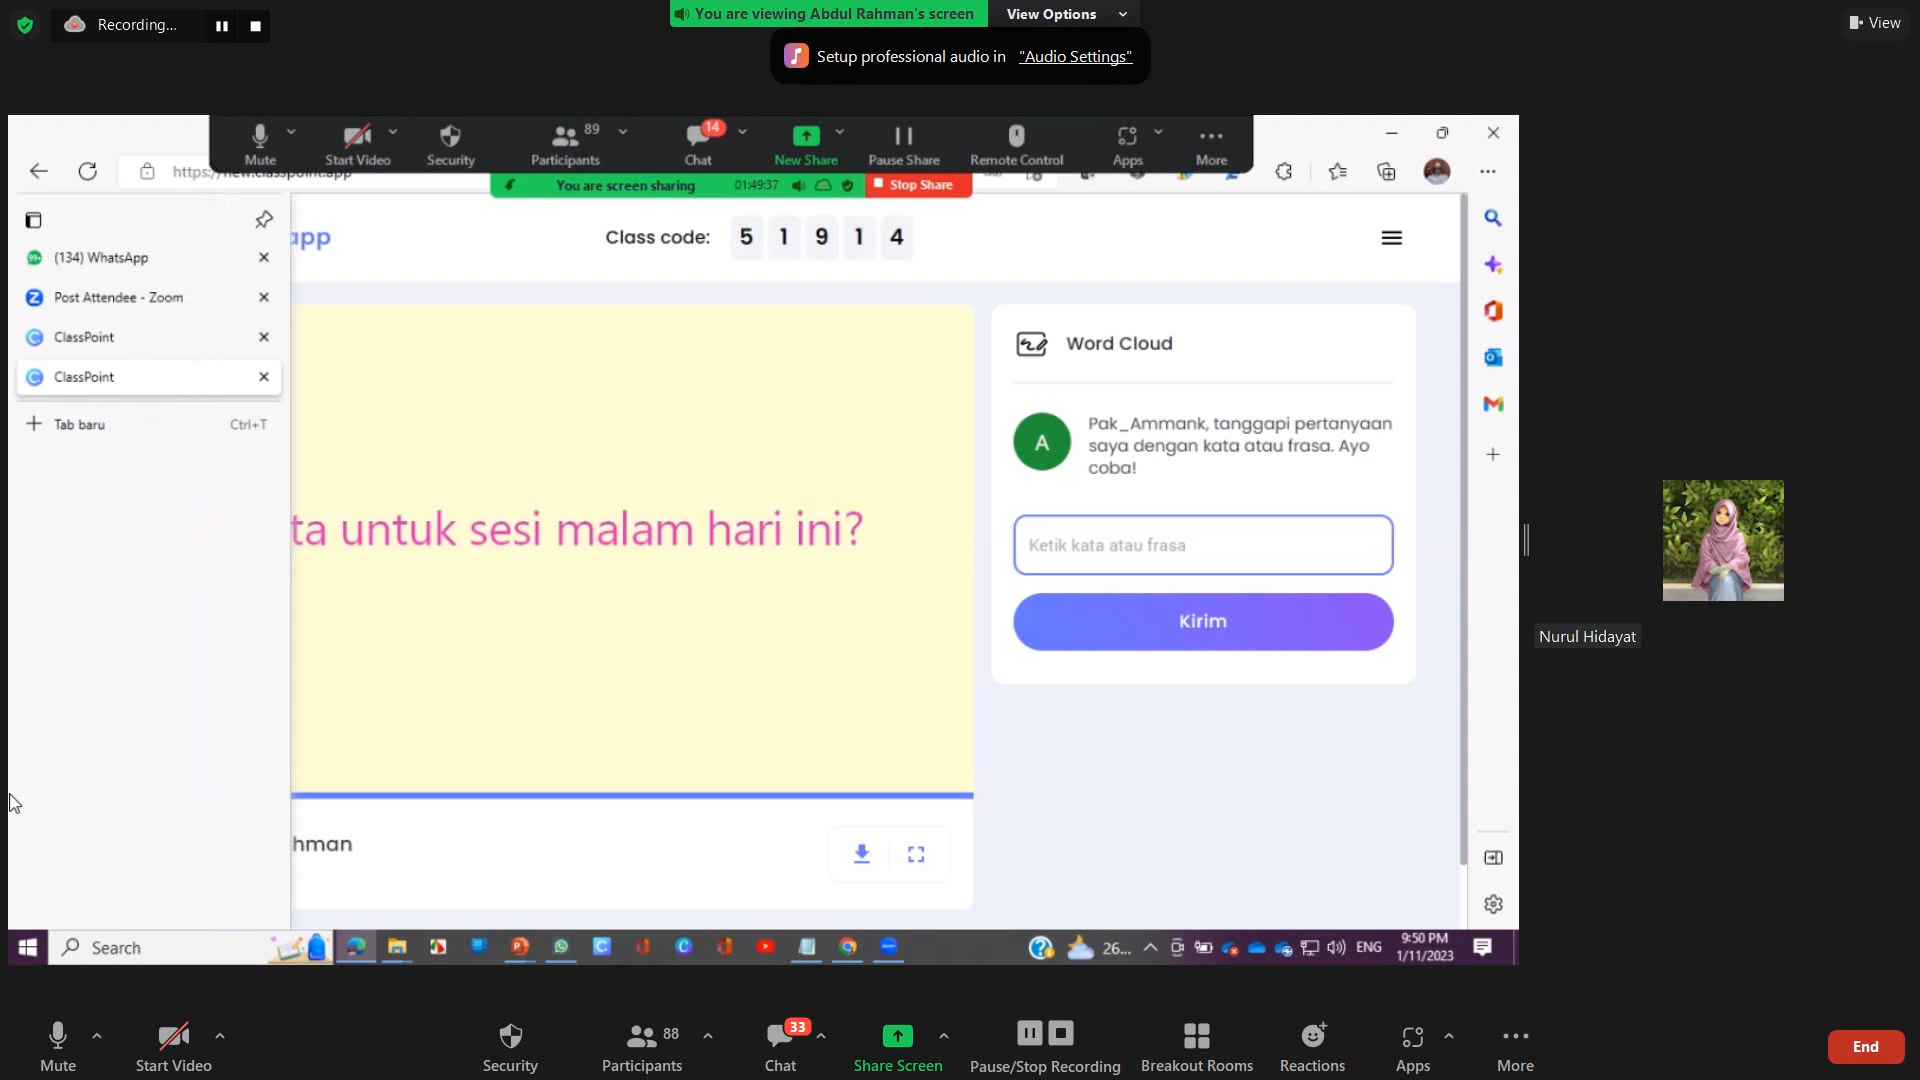 Recording...
You are viewing Abdul Rahman's screen
View Options
View
Setup professional audio in "Audio Settings"
Mute
Start Video
Security
89
Participants
14
Chat
New Share
Pause Share
Remote Control
Apps
More
https://new.classpoint.app
You are screen sharing
01:49:37
Stop Share
app
Class code: 5 1 9 1 4
(134) WhatsApp
Post Attendee - Zoom
ClassPoint
ClassPoint
Tab baru
Ctrl+T
ta untuk sesi malam hari ini?
hman
Word Cloud
A
Pak_Ammank, tanggapi pertanyaan
saya dengan kata atau frasa. Ayo
coba!
Ketik kata atau frasa
Kirim
Nurul Hidayat
Search
26...
ENG
9:50 PM
1/11/2023
Mute
Start Video
Security
88
Participants
33
Chat
Share Screen
Pause/Stop Recording
Breakout Rooms
Reactions
Apps
More
End